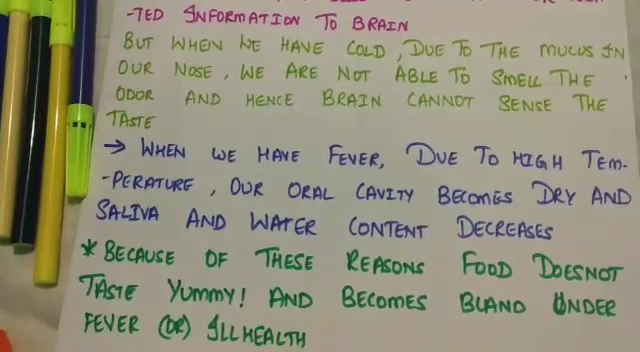 -TED INFORMATION TO BRAIN
BUT WHEN WE HAVE COLD, DUE TO THE MUCUS IN
OUR NOSE, WE ARE NOT ABLE TO SMELL THE
ODOR AND HENCE BRAIN CANNOT SENSE THE
TASTE
→ WHEN WE HAVE FEVER, DUE TO HIGH TEM-
-PERATURE, OUR ORAL CAVITY BECOMES DRY AND
SALIVA AND WATER CONTENT DECREASES
* BECAUSE OF THESE REASONS FOOD DOESNOT
TASTE YUMMY! AND BECOMES BLAND UNDER
FEVER (OR) ILLHEALTH